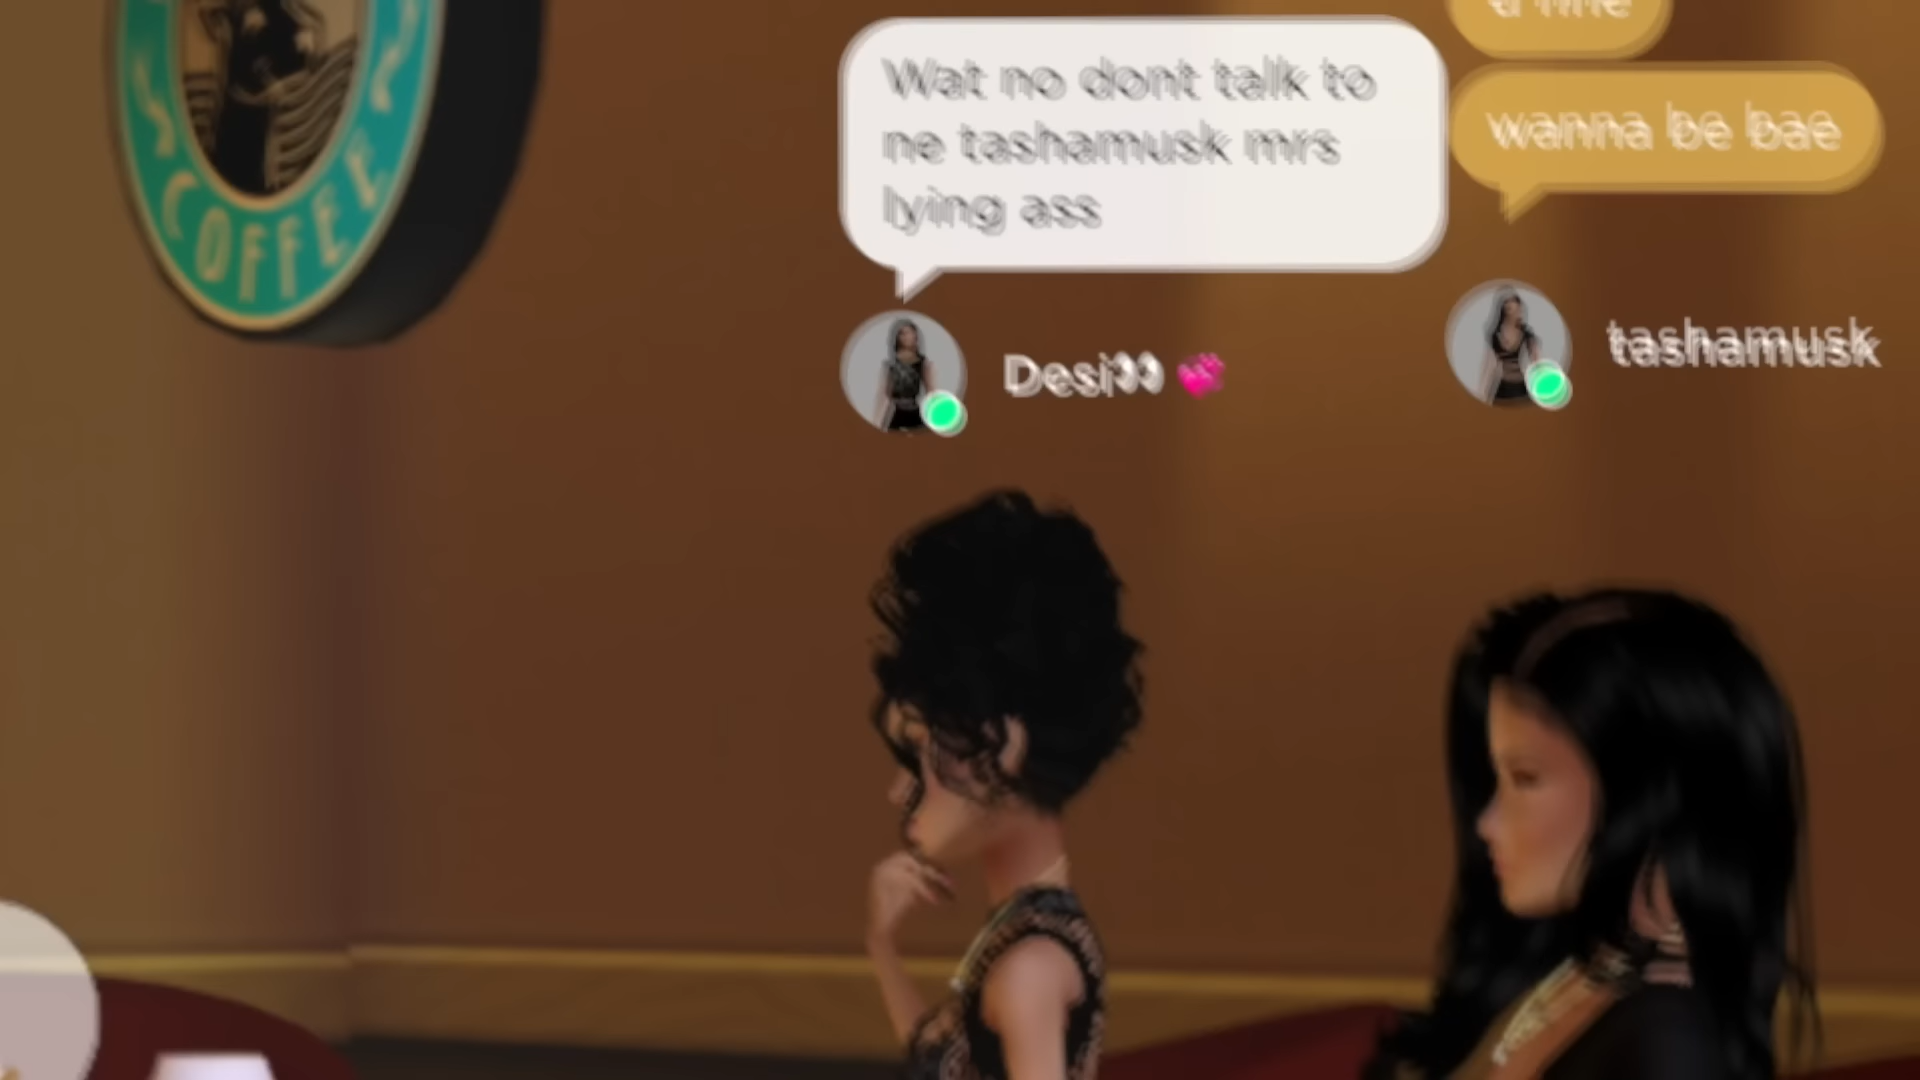 COFFEE
Wat no dont talk to
ne tashamusk mrs
lying ass
wanna be bae
Desi👀 💕
tashamusk